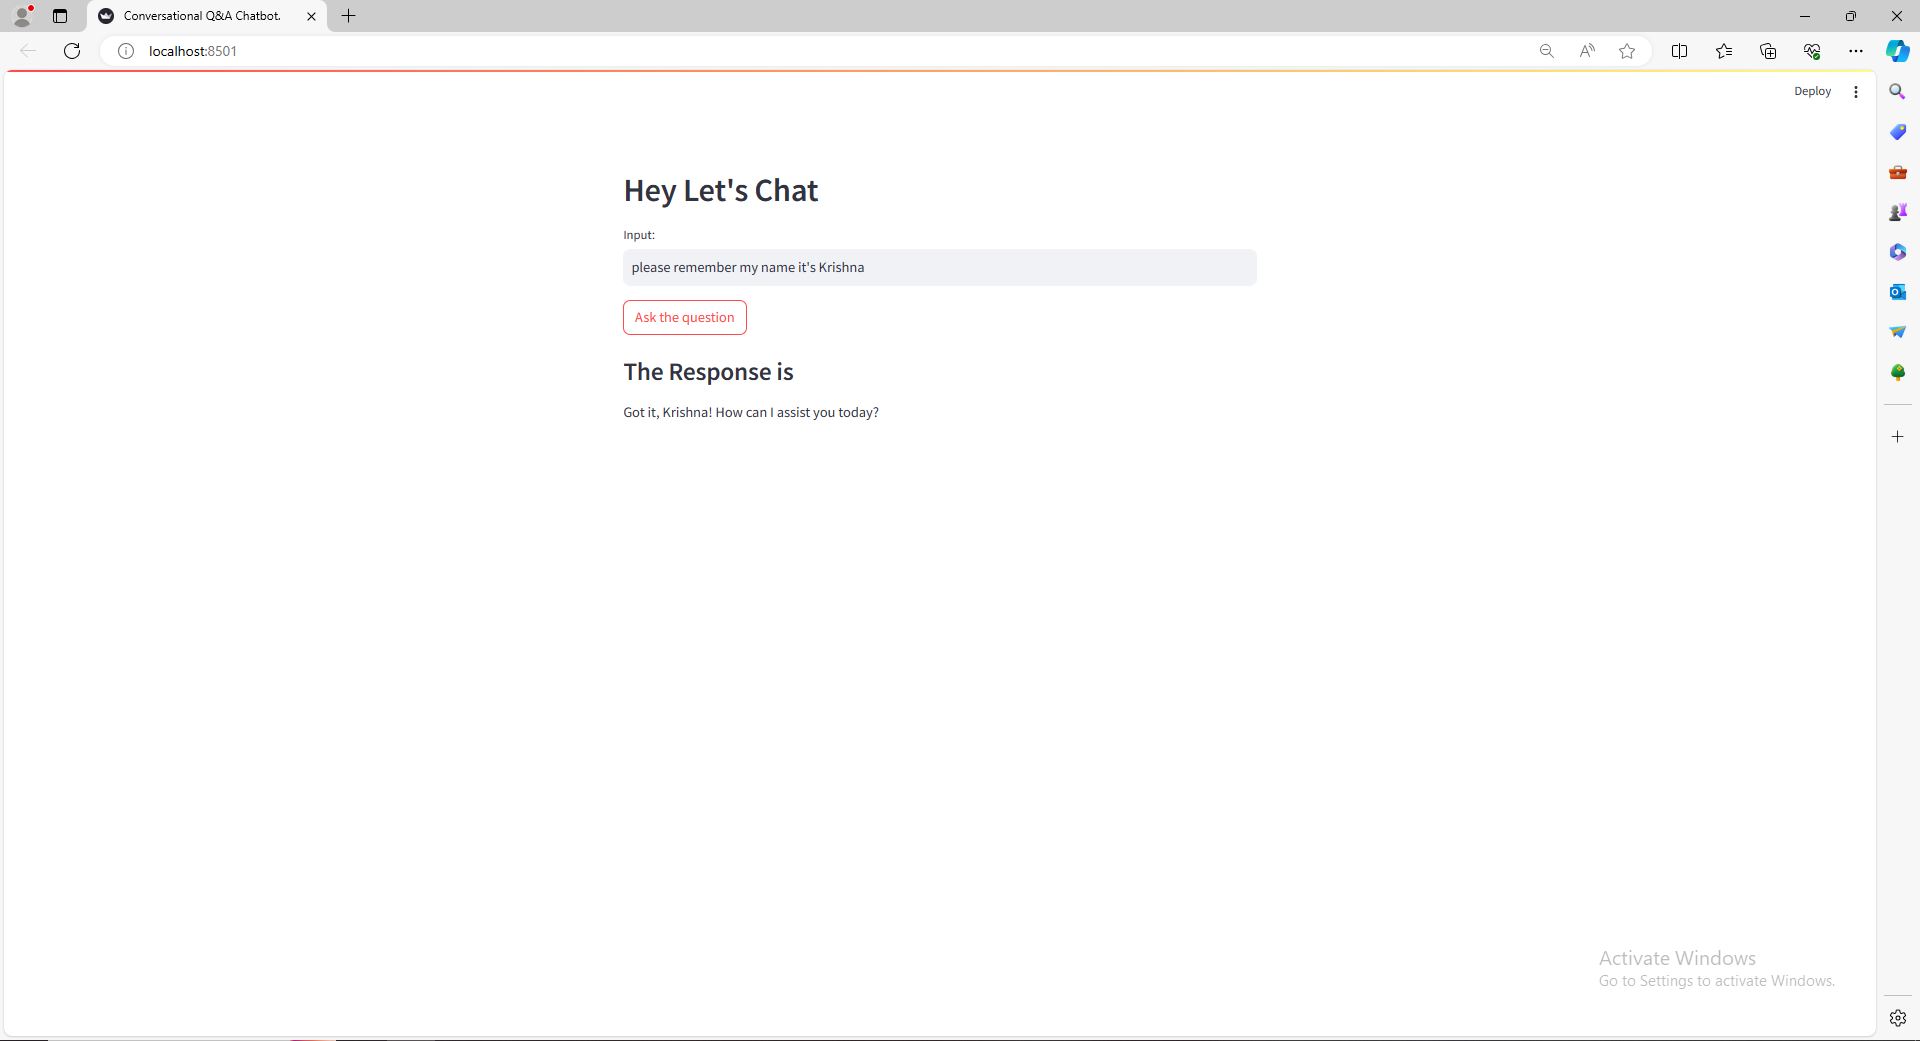 Conversational Q&A Chatbot.
localhost:8501
Deploy
Hey Let's Chat
Input:
please remember my name it's Krishna
Ask the question
The Response is
Got it, Krishna! How can I assist you today?
Activate Windows
Go to Settings to activate Windows.